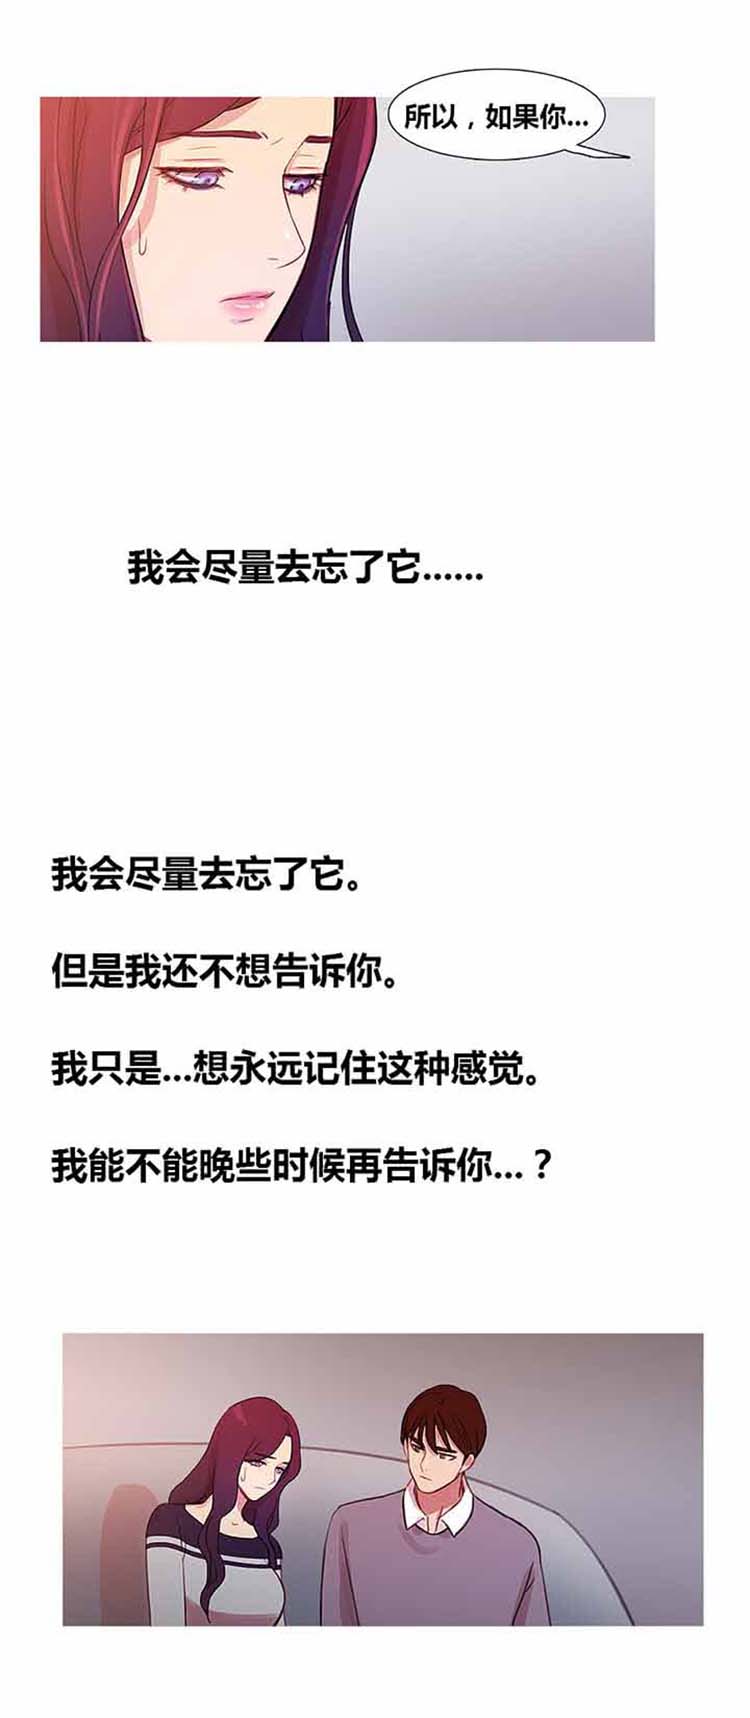 所以，如果你...
我会尽量去忘了它......
我会尽量去忘了它。
但是我还不想告诉你。
我只是...想永远记住这种感觉。
我能不能晚些时候再告诉你...？